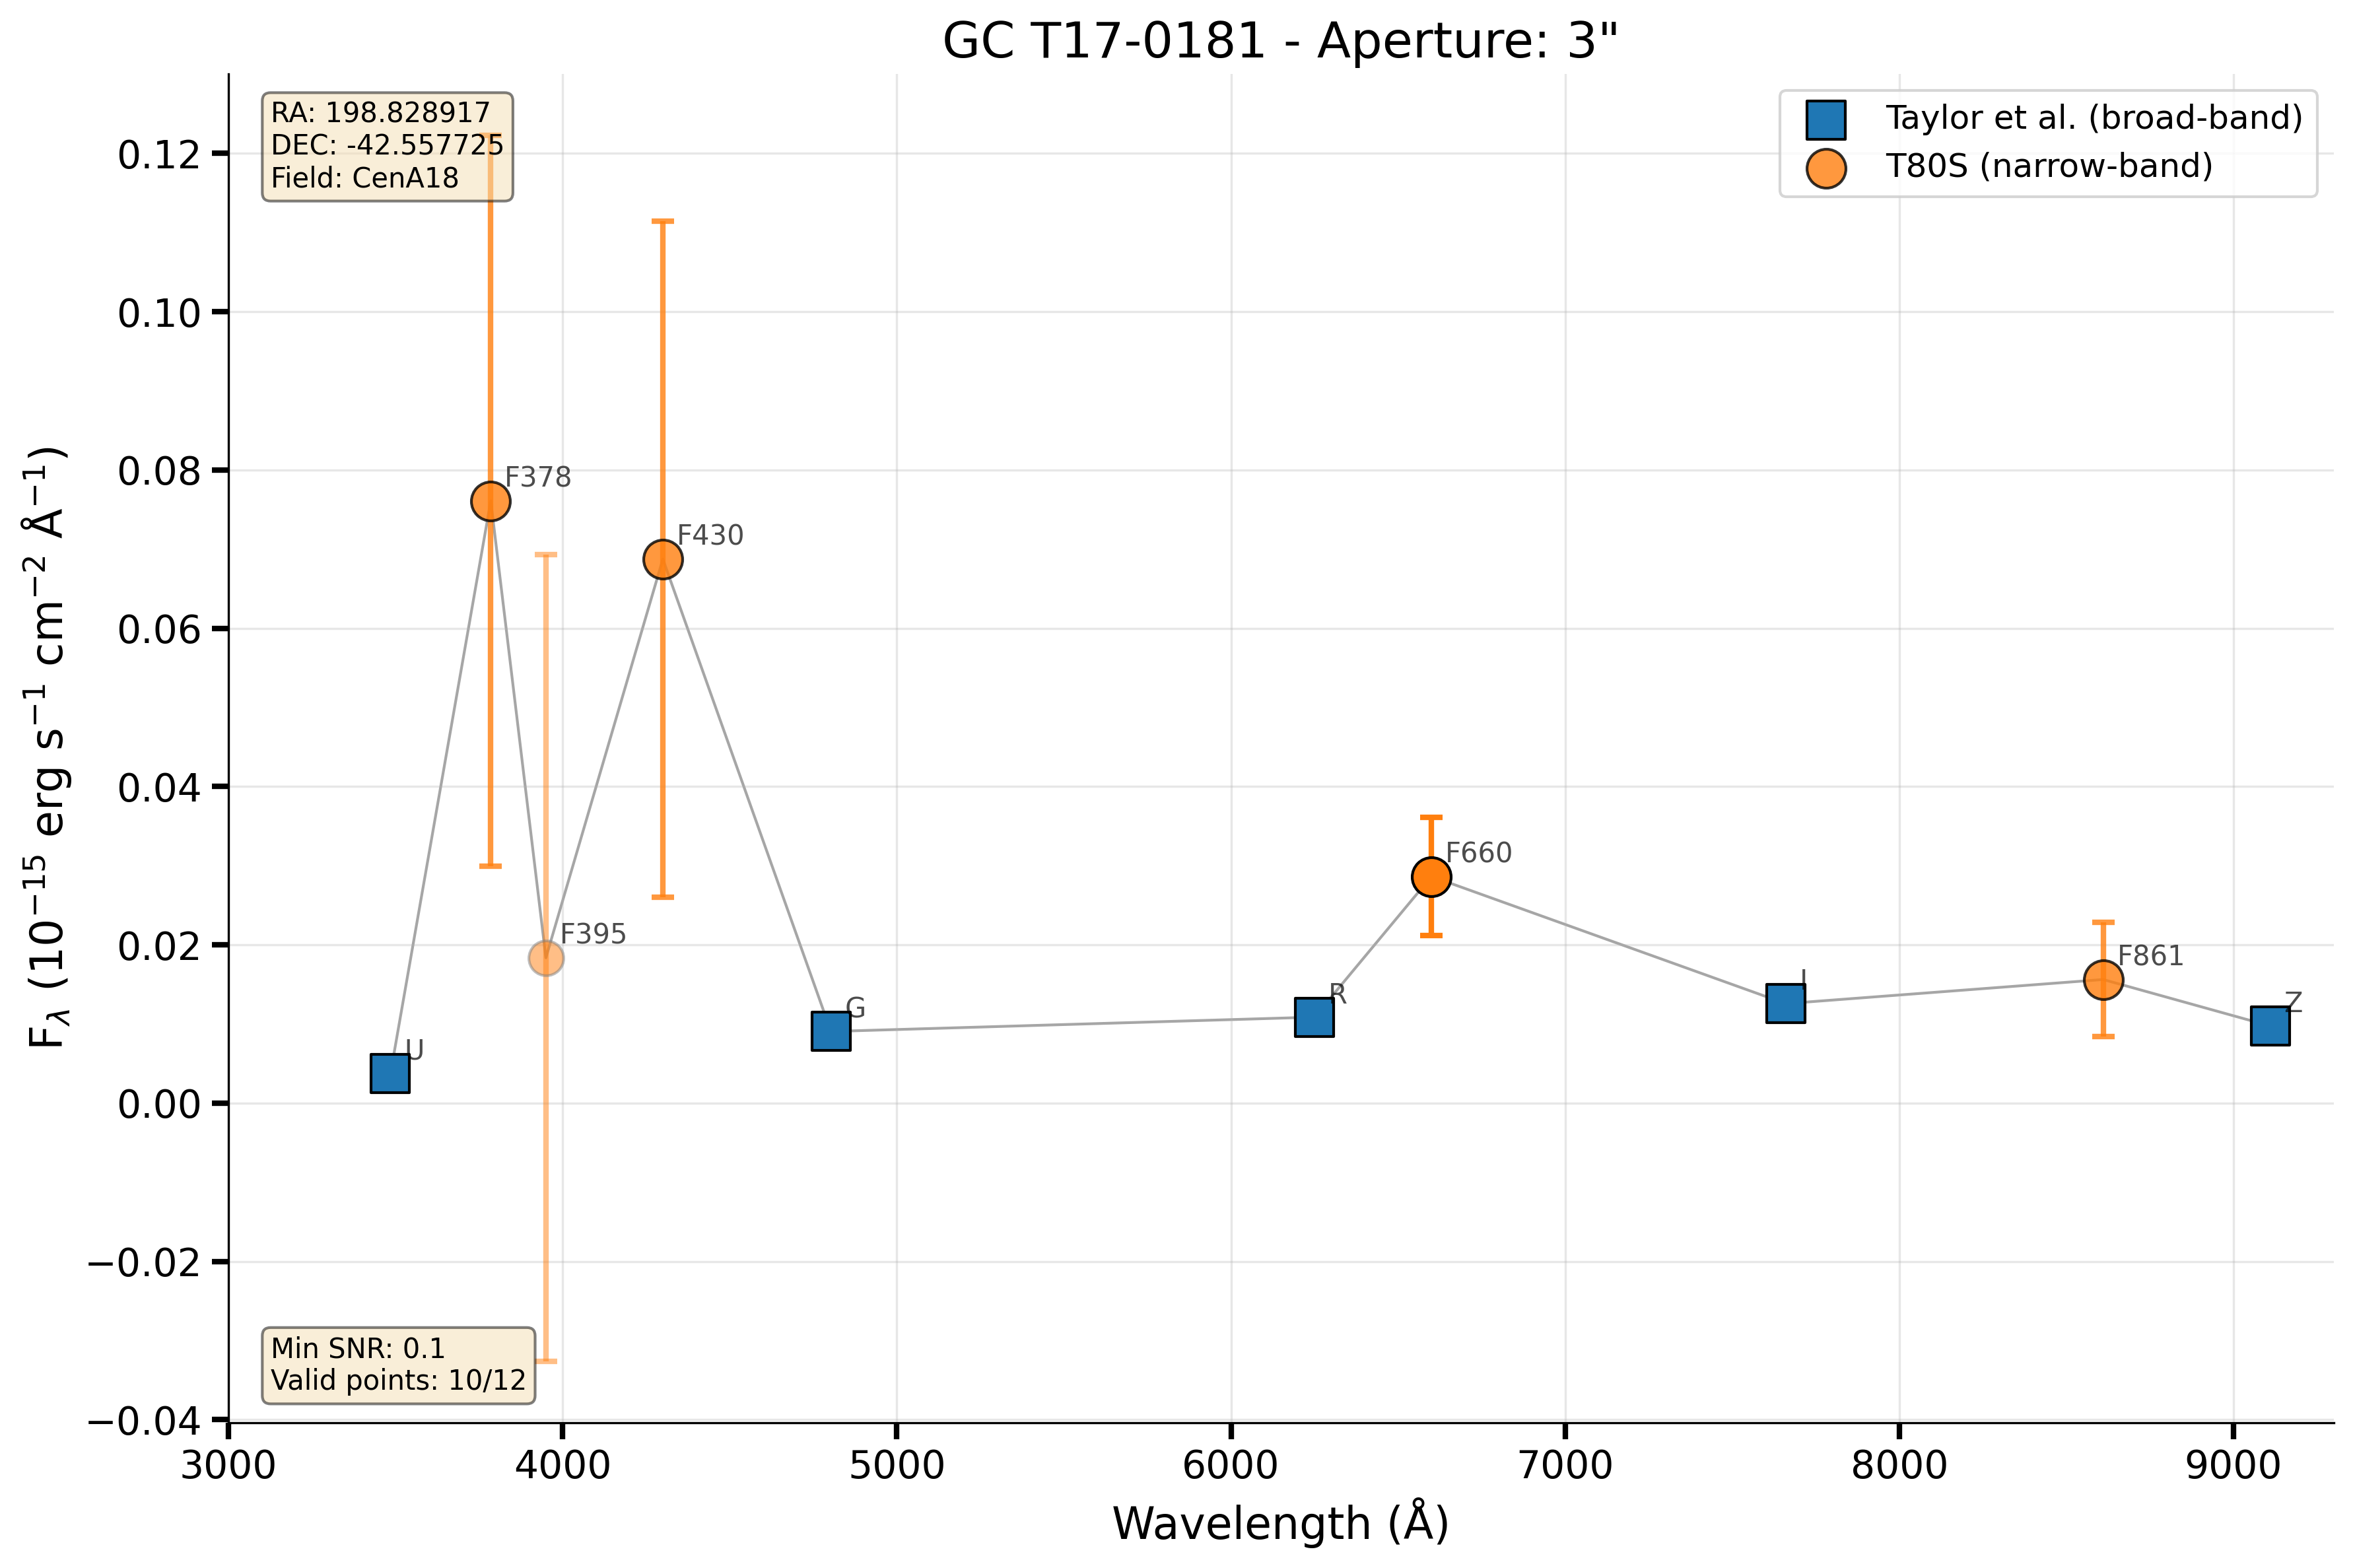 GC T17-0181 - Aperture: 3"
RA: 198.828917
DEC: -42.557725
Field: CenA18
Taylor et al. (broad-band)
T80S (narrow-band)
0.12
0.10
0.08
0.06
0.04
0.02
0.00
−0.02
−0.04
F$_{λ}$ (10$^{−15}$ erg s$^{−1}$ cm$^{−2}$ Å$^{−1}$)
F378
F430
F395
F660
F861
U
G
R
I
Z
Min SNR: 0.1
Valid points: 10/12
3000 4000 5000 6000 7000 8000 9000
Wavelength (Å)